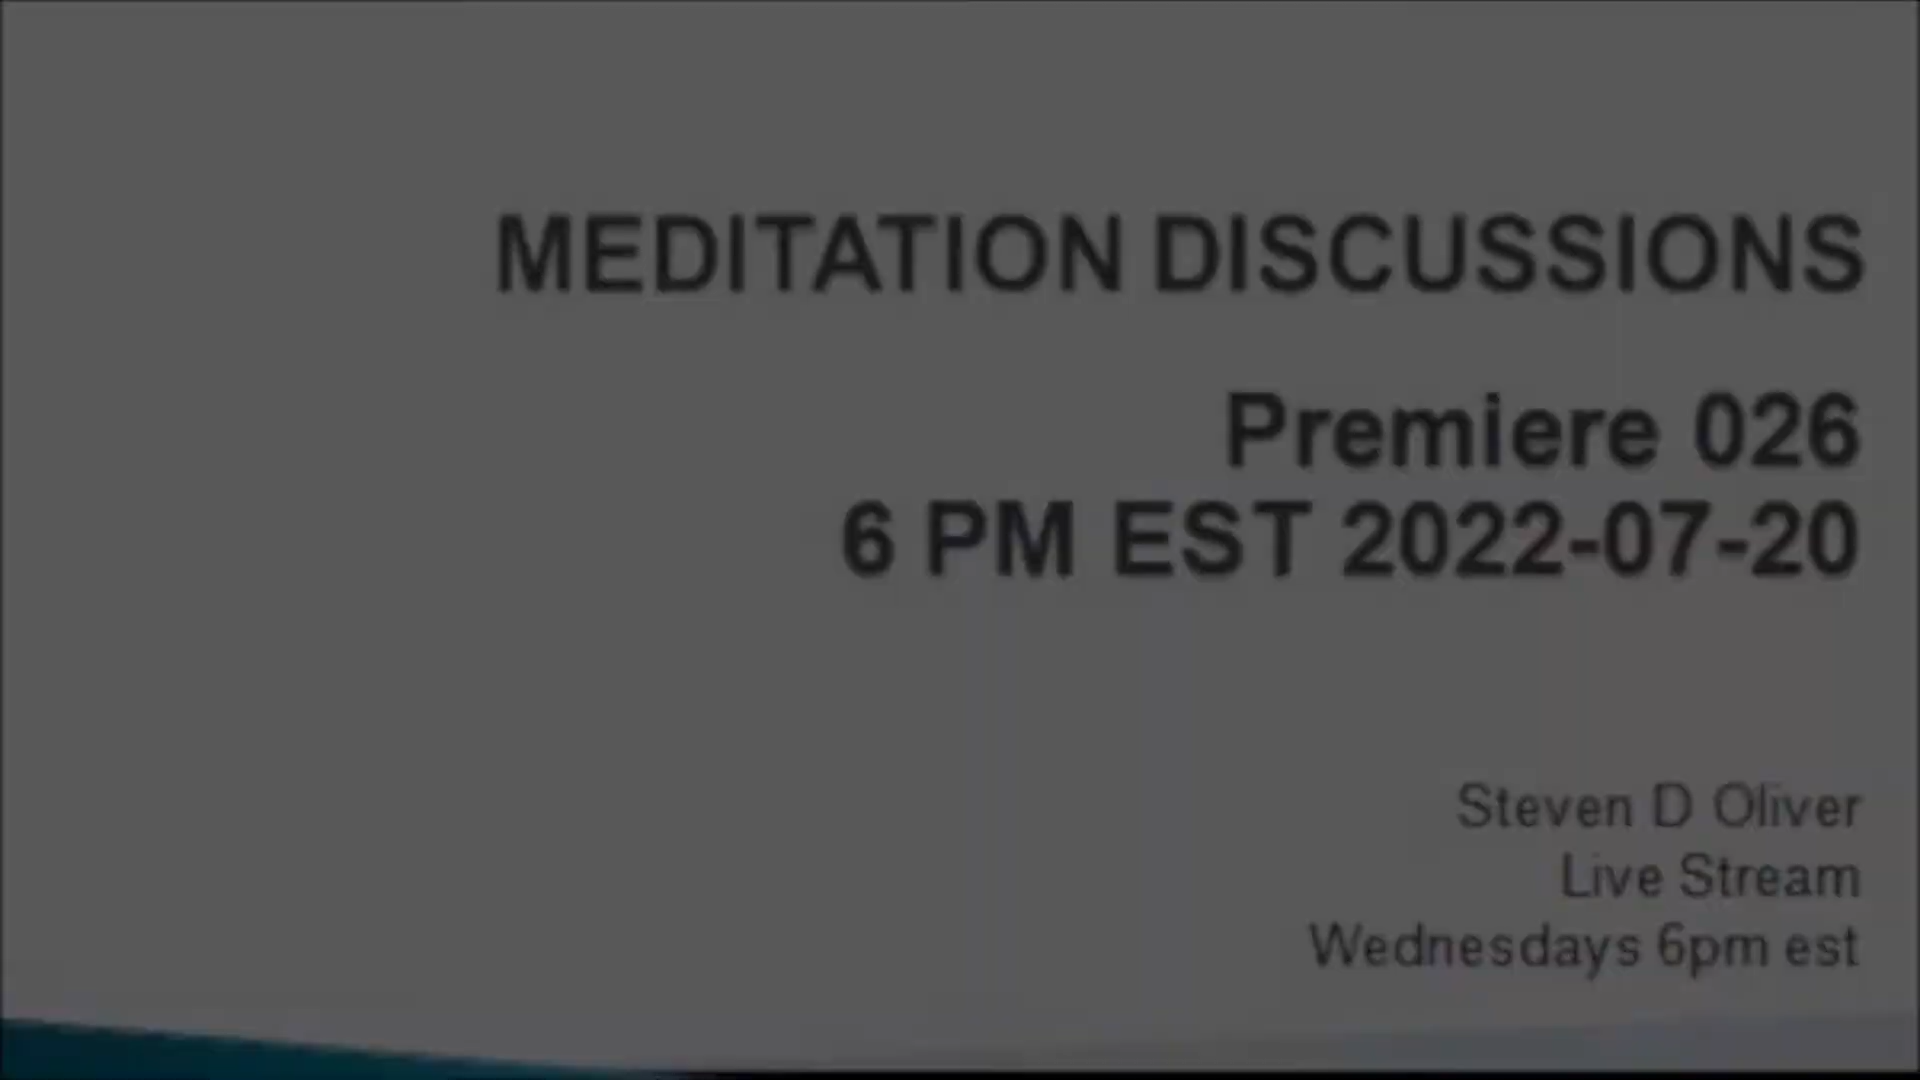 MEDITATION DISCUSSIONS
Premiere 026
6 PM EST 2022-07-20
Steven D Oliver
Live Stream
Wednesdays 6pm est